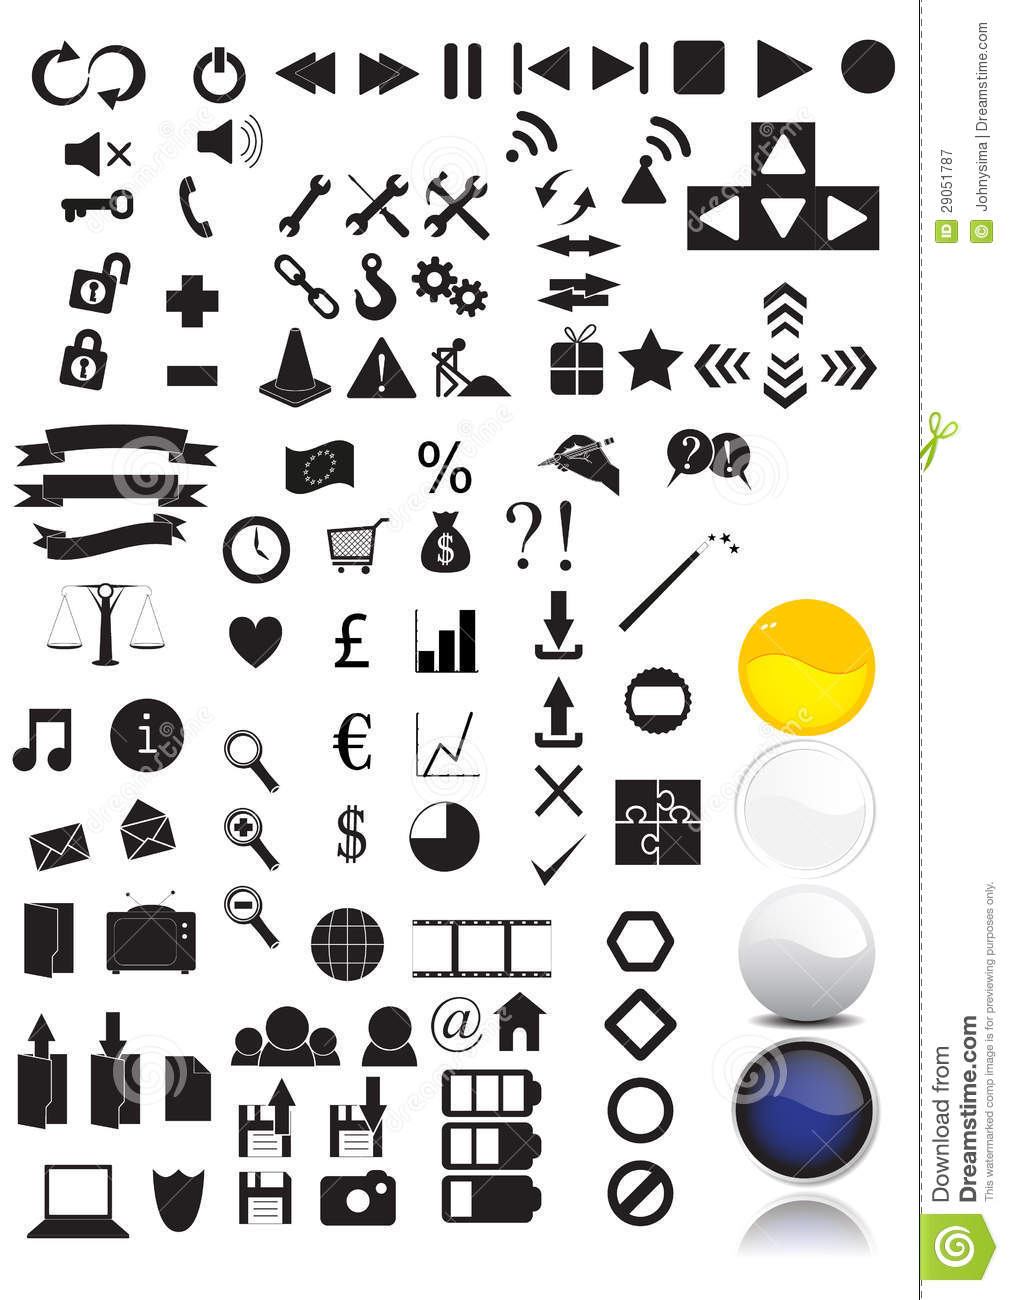 %
?
!
$
? !
£
i
€
$
@
ID 29051787
© Johnysima | Dreamstime.com
Download from
Dreamstime.com
This watermarked comp image is for previewing purposes only.